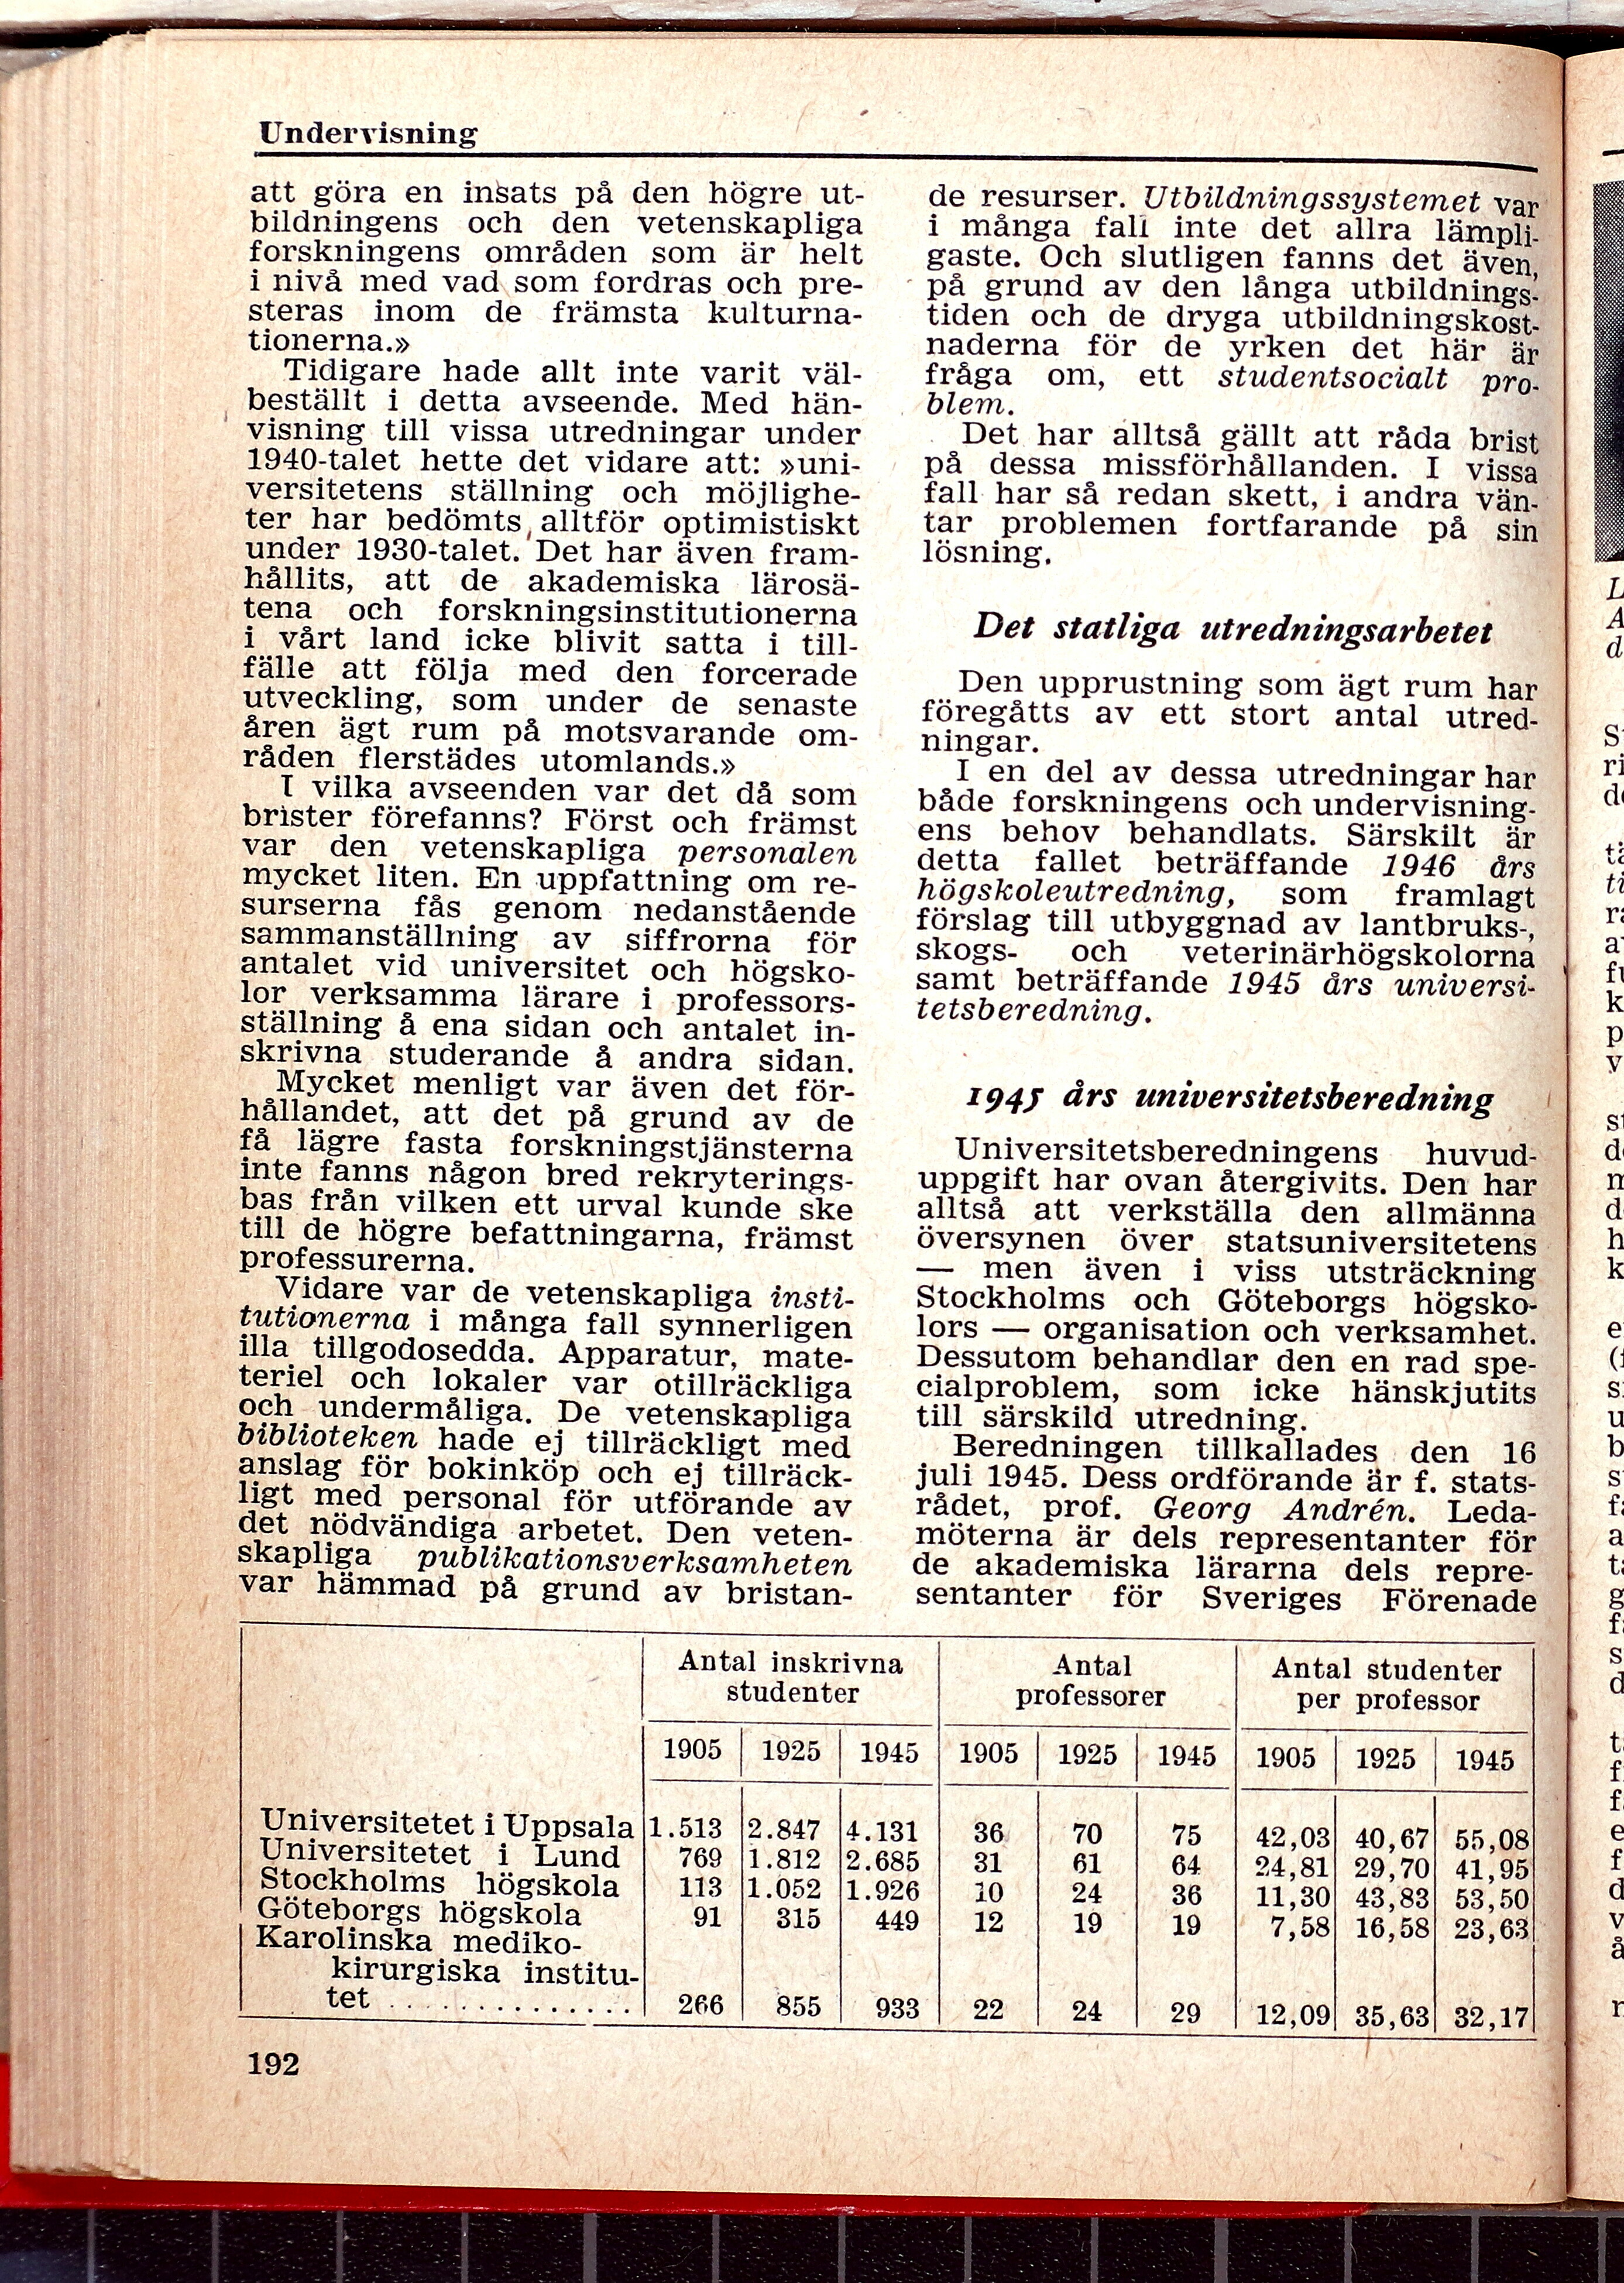 Undervisning
att göra en insats på den högre ut-
bildningens och den vetenskapliga
forskningens områden som är helt
i nivå med vad som fordras och pre-
steras inom de främsta kulturna-
tionerna.»
Tidigare hade allt inte varit väl-
beställt i detta avseende. Med hän-
visning till vissa utredningar under
1940-talet hette det vidare att: »uni-
versitetens ställning och möjlighe-
ter har bedömts alltför optimistiskt
under 1930-talet. Det har även fram-
hållits, att de akademiska lärosä-
tena och forskningsinstitutionerna
i vårt land icke blivit satta i till-
fälle att följa med den forcerade
utveckling, som under de senaste
åren ägt rum på motsvarande om-
råden flerstädes utomlands.»
I vilka avseenden var det då som
brister förefanns? Först och främst
var den vetenskapliga personalen
mycket liten. En uppfattning om re-
surserna fås genom nedanstående
sammanställning av siffrorna för
antalet vid universitet och högsko-
lor verksamma lärare i professors-
ställning å ena sidan och antalet in-
skrivna studerande å andra sidan.
Mycket menligt var även det för-
hållandet, att det på grund av de
få lägre fasta forskningstjänsterna
inte fanns någon bred rekryterings-
bas från vilken ett urval kunde ske
till de högre befattningarna, främst
professurerna.
Vidare var de vetenskapliga insti-
tutionerna i många fall synnerligen
illa tillgodosedda. Apparatur, mate-
teriel och lokaler var otillräckliga
och undermåliga. De vetenskapliga
biblioteken hade ej tillräckligt med
anslag för bokinköp och ej tillräck-
ligt med personal för utförande av
det nödvändiga arbetet. Den veten-
skapliga publikationsverksamheten
var hämmad på grund av bristan-
de resurser. Utbildningssystemet var
i många fall inte det allra lämpli-
gaste. Och slutligen fanns det även,
på grund av den långa utbildnings-
tiden och de dryga utbildningskost-
naderna för de yrken det här är
fråga om, ett studentsocialt pro-
blem.
Det har alltså gällt att råda brist
på dessa missförhållanden. I vissa
fall har så redan skett, i andra vän-
tar problemen fortfarande på sin
lösning.
Det statliga utredningsarbetet
Den upprustning som ägt rum har
föregåtts av ett stort antal utred-
ningar.
I en del av dessa utredningar har
både forskningens och undervisning-
ens behov behandlats. Särskilt är
detta fallet beträffande 1946 års
högskoleutredning, som framlagt
förslag till utbyggnad av lantbruks-,
skogs- och veterinärhögskolorna
samt beträffande 1945 års universi-
tetsberedning.
1945 års universitetsberedning
Universitetsberedningens huvud-
uppgift har ovan återgivits. Den har
alltså att verkställa den allmänna
översynen över statsuniversitetens
— men även i viss utsträckning
Stockholms och Göteborgs högsko-
lors — organisation och verksamhet.
Dessutom behandlar den en rad spe-
cialproblem, som icke hänskjutits
till särskild utredning.
Beredningen tillkallades den 16
juli 1945. Dess ordförande är f. stats-
rådet, prof. Georg Andrén. Leda-
möterna är dels representanter för
de akademiska lärarna dels repre-
sentanter för Sveriges Förenade
Antal inskrivna studenter | Antal professorer | Antal studenter per professor
1905 1925 1945 1905 1925 1945 1905 1925 1945
Universitetet i Uppsala 1.513 2.847 4.131 36 70 75 42,03 40,67 55,08
Universitetet i Lund 769 1.812 2.685 31 61 64 24,81 29,70 41,95
Stockholms högskola 113 1.052 1.926 10 24 36 11,30 43,83 53,50
Göteborgs högskola 91 315 449 12 19 19 7,58 16,58 23,63
Karolinska mediko-
kirurgiska institu-
tet .............. 266 855 933 22 24 29 12,09 35,63 32,17
192